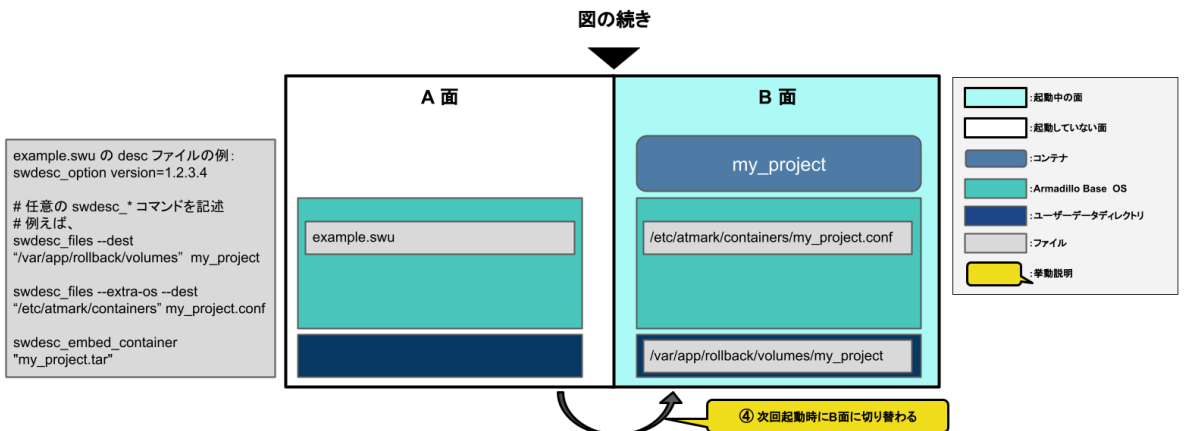 図の続き
A 面
B 面
example.swu の desc ファイルの例:
swdesc_option version=1.2.3.4
# 任意の swdesc_* コマンドを記述
# 例えば、
swdesc_files --dest
“/var/app/rollback/volumes” my_project
swdesc_files --extra-os --dest
“/etc/atmark/containers” my_project.conf
swdesc_embed_container
"my_project.tar"
example.swu
my_project
/etc/atmark/containers/my_project.conf
/var/app/rollback/volumes/my_project
④ 次回起動時にB面に切り替わる
:起動中の面
:起動していない面
:コンテナ
:Armadillo Base OS
:ユーザーデータディレクトリ
:ファイル
:挙動説明